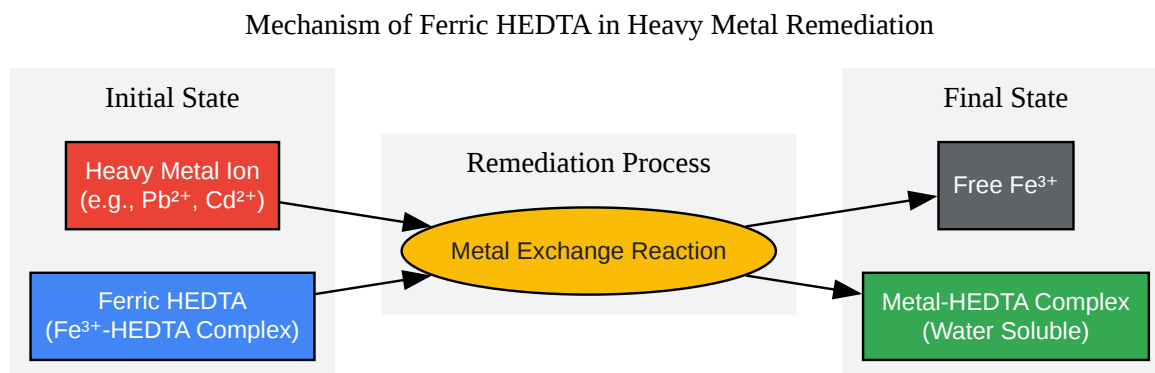 Mechanism of Ferric HEDTA in Heavy Metal Remediation
Initial State
Heavy Metal Ion
(e.g., Pb²⁺, Cd²⁺)
Ferric HEDTA
(Fe³⁺-HEDTA Complex)
Remediation Process
Metal Exchange Reaction
Final State
Free Fe³⁺
Metal-HEDTA Complex
(Water Soluble)